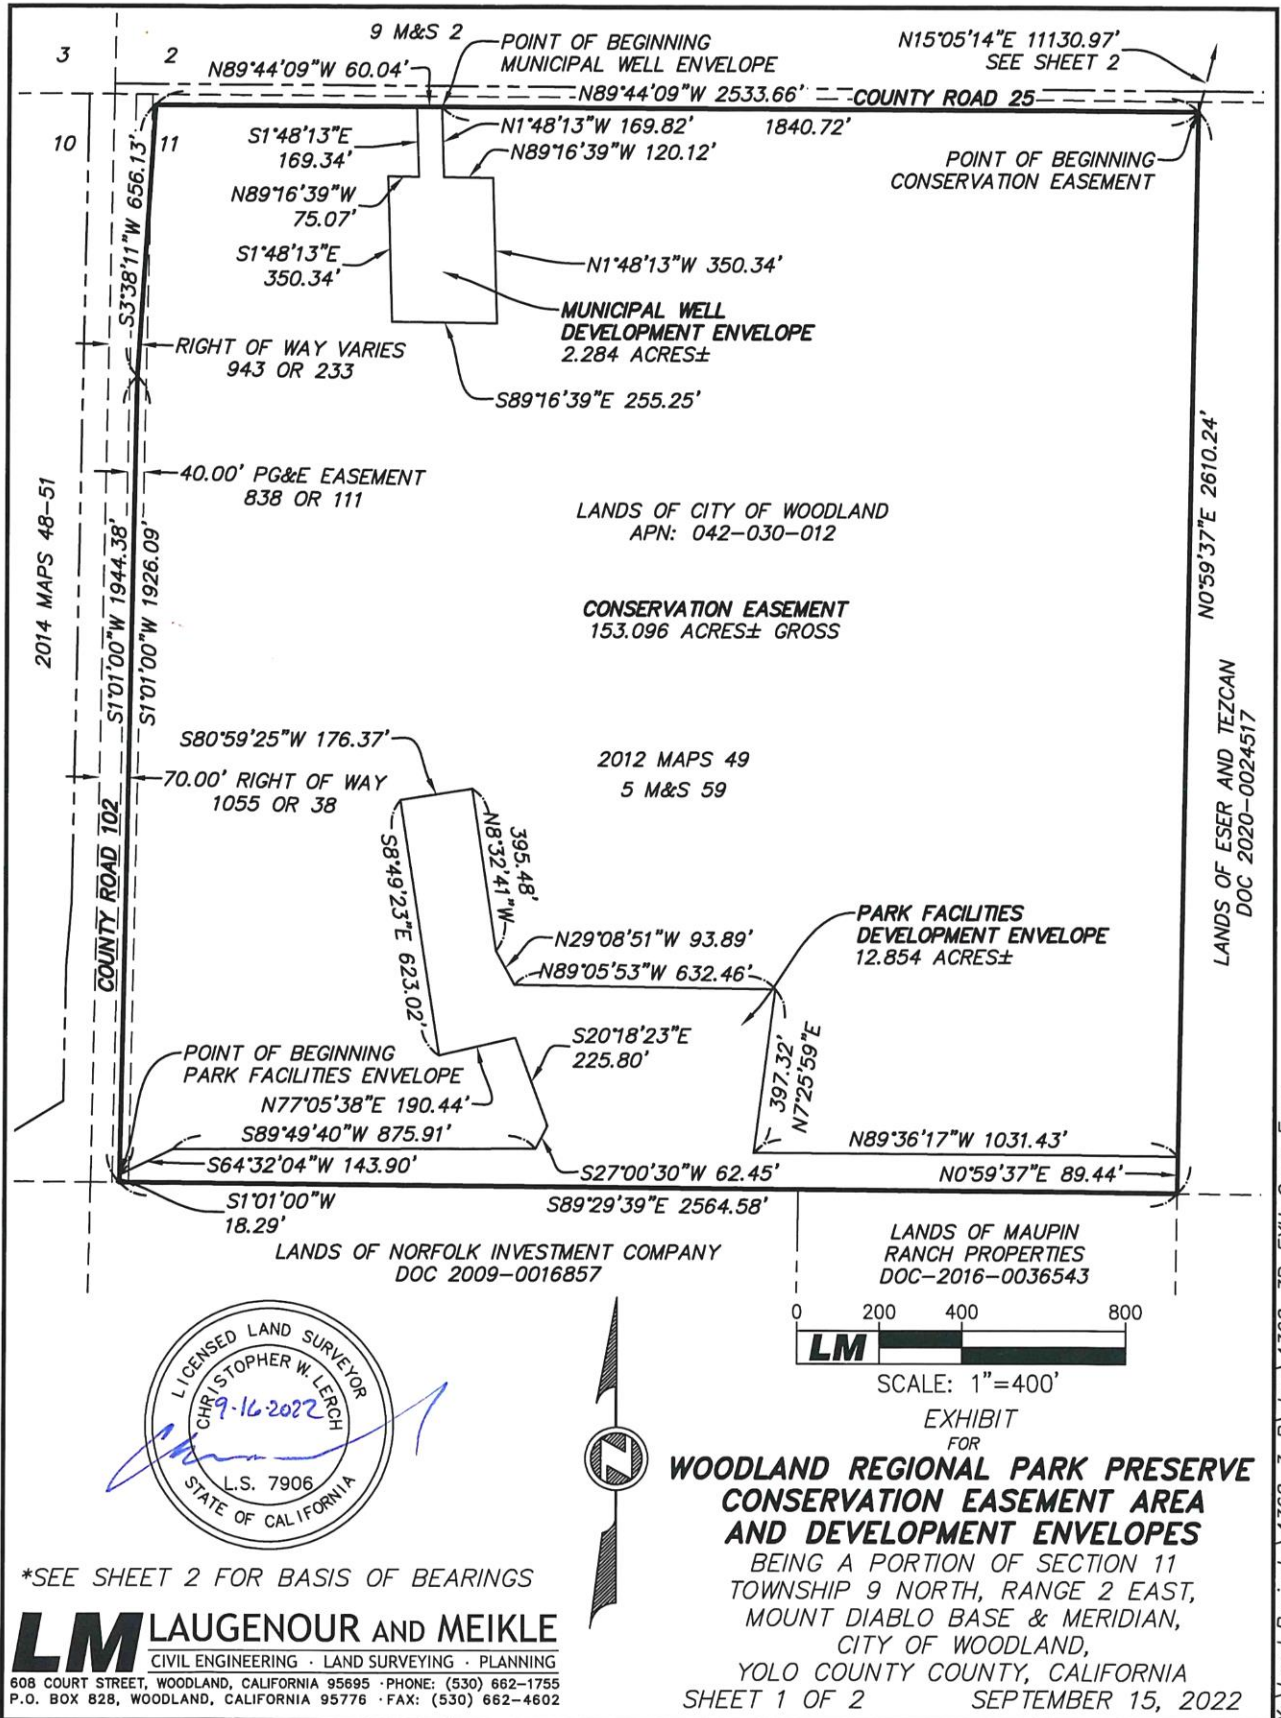 9 M&S 2
3
2
10
11
N89°44'09"W 60.04'
POINT OF BEGINNING
MUNICIPAL WELL ENVELOPE
N15°05'14"E 11130.97'
SEE SHEET 2
N89°44'09"W 2533.66'
COUNTY ROAD 25
1840.72'
S1°48'13"E
169.34'
N1°48'13"W 169.82'
N89°16'39"W 120.12'
POINT OF BEGINNING
CONSERVATION EASEMENT
N89°16'39"W
75.07'
S1°48'13"E
350.34'
N1°48'13"W 350.34'
MUNICIPAL WELL
DEVELOPMENT ENVELOPE
2.284 ACRES±
S89°16'39"E 255.25'
S3°38'11"W 656.13'
RIGHT OF WAY VARIES
943 OR 233
40.00' PG&E EASEMENT
838 OR 111
2014 MAPS 48-51
S1°01'00"W 1944.38'
S1°01'00"W 1926.09'
LANDS OF CITY OF WOODLAND
APN: 042-030-012
CONSERVATION EASEMENT
153.096 ACRES± GROSS
N0°59'37"E 2610.24'
LANDS OF ESER AND TEZCAN
DOC 2020-0024517
2012 MAPS 49
5 M&S 59
S80°59'25"W 176.37'
70.00' RIGHT OF WAY
1055 OR 38
COUNTY ROAD 102
S8°49'23"E 623.02'
395.48'
N8°32'41"W
N29°08'51"W 93.89'
N89°05'53"W 632.46'
PARK FACILITIES
DEVELOPMENT ENVELOPE
12.854 ACRES±
397.32'
N7°25'59"E
S20°18'23"E
225.80'
POINT OF BEGINNING
PARK FACILITIES ENVELOPE
N77°05'38"E 190.44'
S89°49'40"W 875.91'
S64°32'04"W 143.90'
S27°00'30"W 62.45'
N89°36'17"W 1031.43'
N0°59'37"E 89.44'
S1°01'00"W
18.29'
S89°29'39"E 2564.58'
LANDS OF NORFOLK INVESTMENT COMPANY
DOC 2009-0016857
LANDS OF MAUPIN
RANCH PROPERTIES
DOC-2016-0036543
0 200 400 800
LM
SCALE: 1"=400'
LICENSED LAND SURVEYOR
CHRISTOPHER W. LERCH
9-16-2022
L.S. 7906
STATE OF CALIFORNIA
N
EXHIBIT
FOR
WOODLAND REGIONAL PARK PRESERVE
CONSERVATION EASEMENT AREA
AND DEVELOPMENT ENVELOPES
BEING A PORTION OF SECTION 11
TOWNSHIP 9 NORTH, RANGE 2 EAST,
MOUNT DIABLO BASE & MERIDIAN,
CITY OF WOODLAND,
YOLO COUNTY COUNTY, CALIFORNIA
SHEET 1 OF 2 SEPTEMBER 15, 2022
*SEE SHEET 2 FOR BASIS OF BEARINGS
LM LAUGENOUR AND MEIKLE
CIVIL ENGINEERING · LAND SURVEYING · PLANNING
608 COURT STREET, WOODLAND, CALIFORNIA 95695 ·PHONE: (530) 662-1755
P.O. BOX 828, WOODLAND, CALIFORNIA 95776 ·FAX: (530) 662-4602